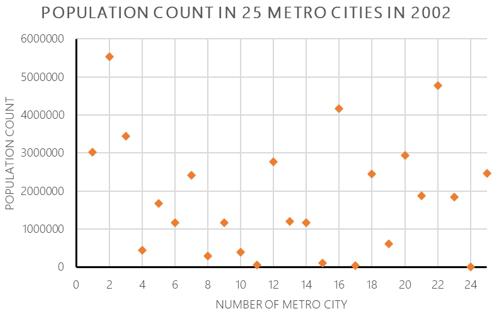 POPULATION COUNT IN 25 METRO CITIES IN 2002
6000000
5000000
4000000
3000000
2000000
1000000
0
POPULATION COUNT
0 2 4 6 8 10 12 14 16 18 20 22 24
NUMBER OF METRO CITY